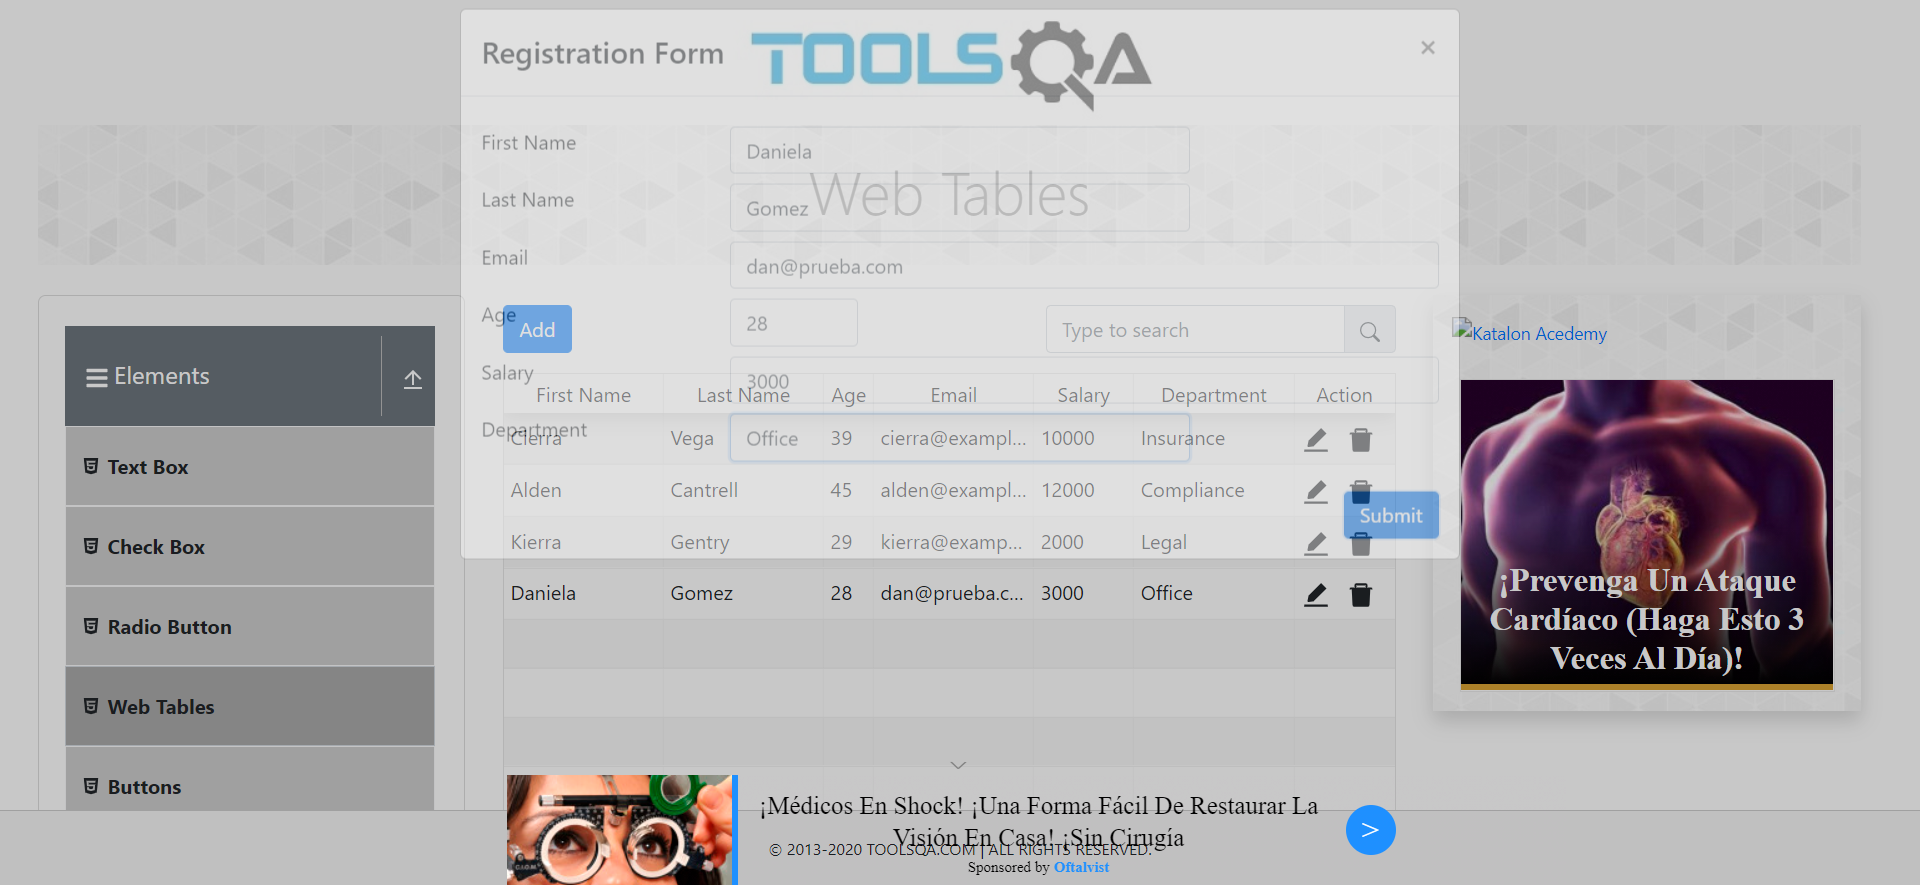 Registration Form
×
TOOLSQA
First Name
Daniela
Last Name
Gomez
Web Tables
Email
dan@prueba.com
Age
28
Salary
3000
Department
Office
Submit
Elements
Text Box
Check Box
Radio Button
Web Tables
Buttons
Add
Type to search
First Name Last Name Age Email Salary Department Action
Cierra Vega 39 cierra@exampl... 10000 Insurance
Alden Cantrell 45 alden@exampl... 12000 Compliance
Kierra Gentry 29 kierra@examp... 2000 Legal
Daniela Gomez 28 dan@prueba.c... 3000 Office
Katalon Acedemy
¡Prevenga Un Ataque
Cardíaco (Haga Esto 3
Veces Al Día)!
C.I.O.M.
¡Médicos En Shock! ¡Una Forma Fácil De Restaurar La
Visión En Casa! ¡Sin Cirugía
>
© 2013-2020 TOOLSQA.COM | ALL RIGHTS RESERVED.
Sponsored by Oftalvist